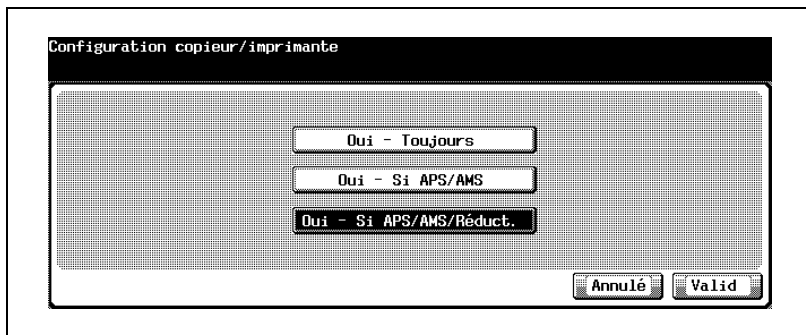 Configuration copieur/imprimante
Oui - Toujours
Oui - Si APS/AMS
Oui - Si APS/AMS/Réduct.
Annulé Valid